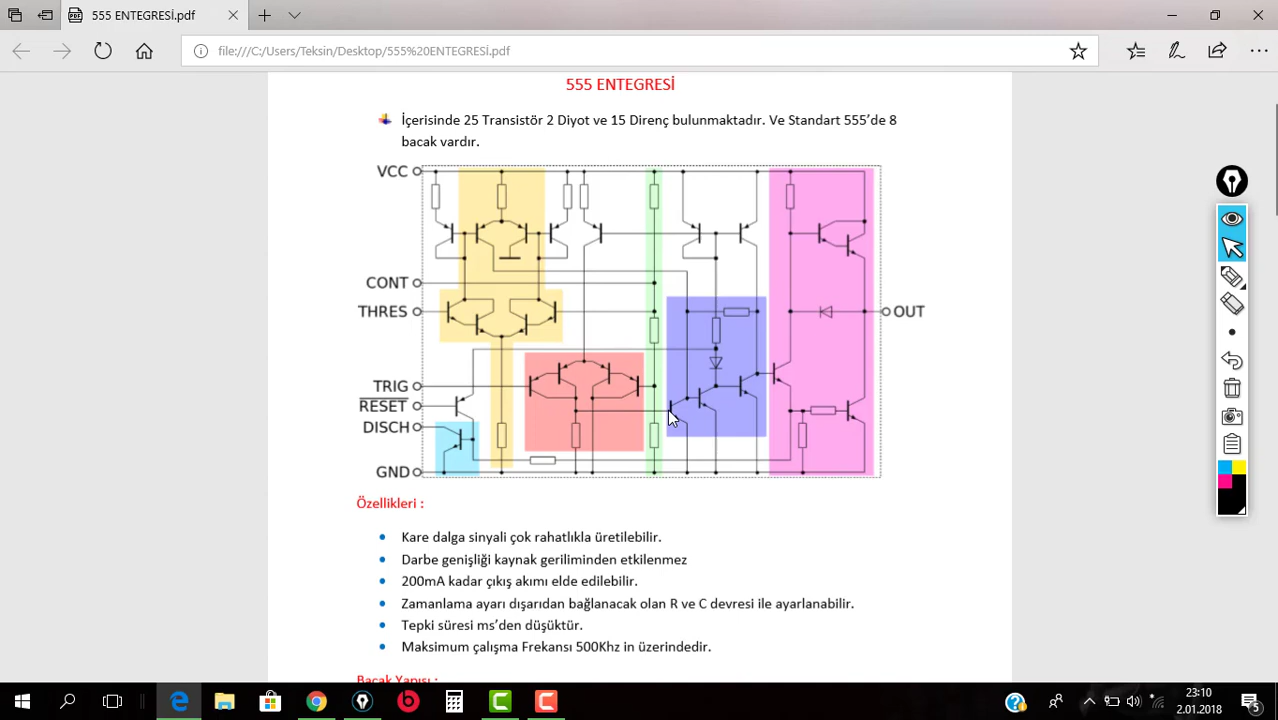 555 ENTEGRESİ.pdf
file:///C:/Users/Teksin/Desktop/555%20ENTEGRESİ.pdf
555 ENTEGRESİ
İçerisinde 25 Transistör 2 Diyot ve 15 Direnç bulunmaktadır. Ve Standart 555’de 8
bacak vardır.
VCC
CONT
THRES
OUT
TRIG
RESET
DISCH
GND
Özellikleri :
Kare dalga sinyali çok rahatlıkla üretilebilir.
Darbe genişliği kaynak geriliminden etkilenmez
200mA kadar çıkış akımı elde edilebilir.
Zamanlama ayarı dışarıdan bağlanacak olan R ve C devresi ile ayarlanabilir.
Tepki süresi ms’den düşüktür.
Maksimum çalışma Frekansı 500Khz in üzerindedir.
Bacak Yapısı :
23:10
2.01.2018
5